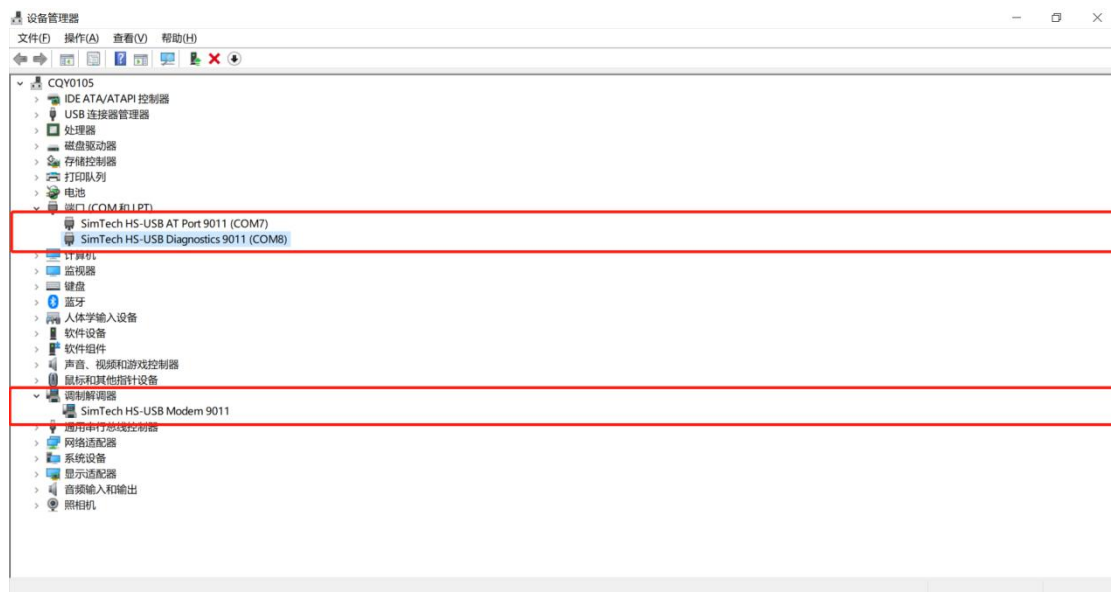 设备管理器
文件(F) 操作(A) 查看(V) 帮助(H)
CQY0105
IDE ATA/ATAPI 控制器
USB 连接器管理器
处理器
磁盘驱动器
存储控制器
打印队列
电池
端口 (COM 和 LPT)
SimTech HS-USB AT Port 9011 (COM7)
SimTech HS-USB Diagnostics 9011 (COM8)
计算机
监视器
键盘
蓝牙
人体学输入设备
软件设备
软件组件
声音、视频和游戏控制器
鼠标和其他指针设备
调制解调器
SimTech HS-USB Modem 9011
通用串行总线控制器
网络适配器
系统设备
显示适配器
音频输入和输出
照相机